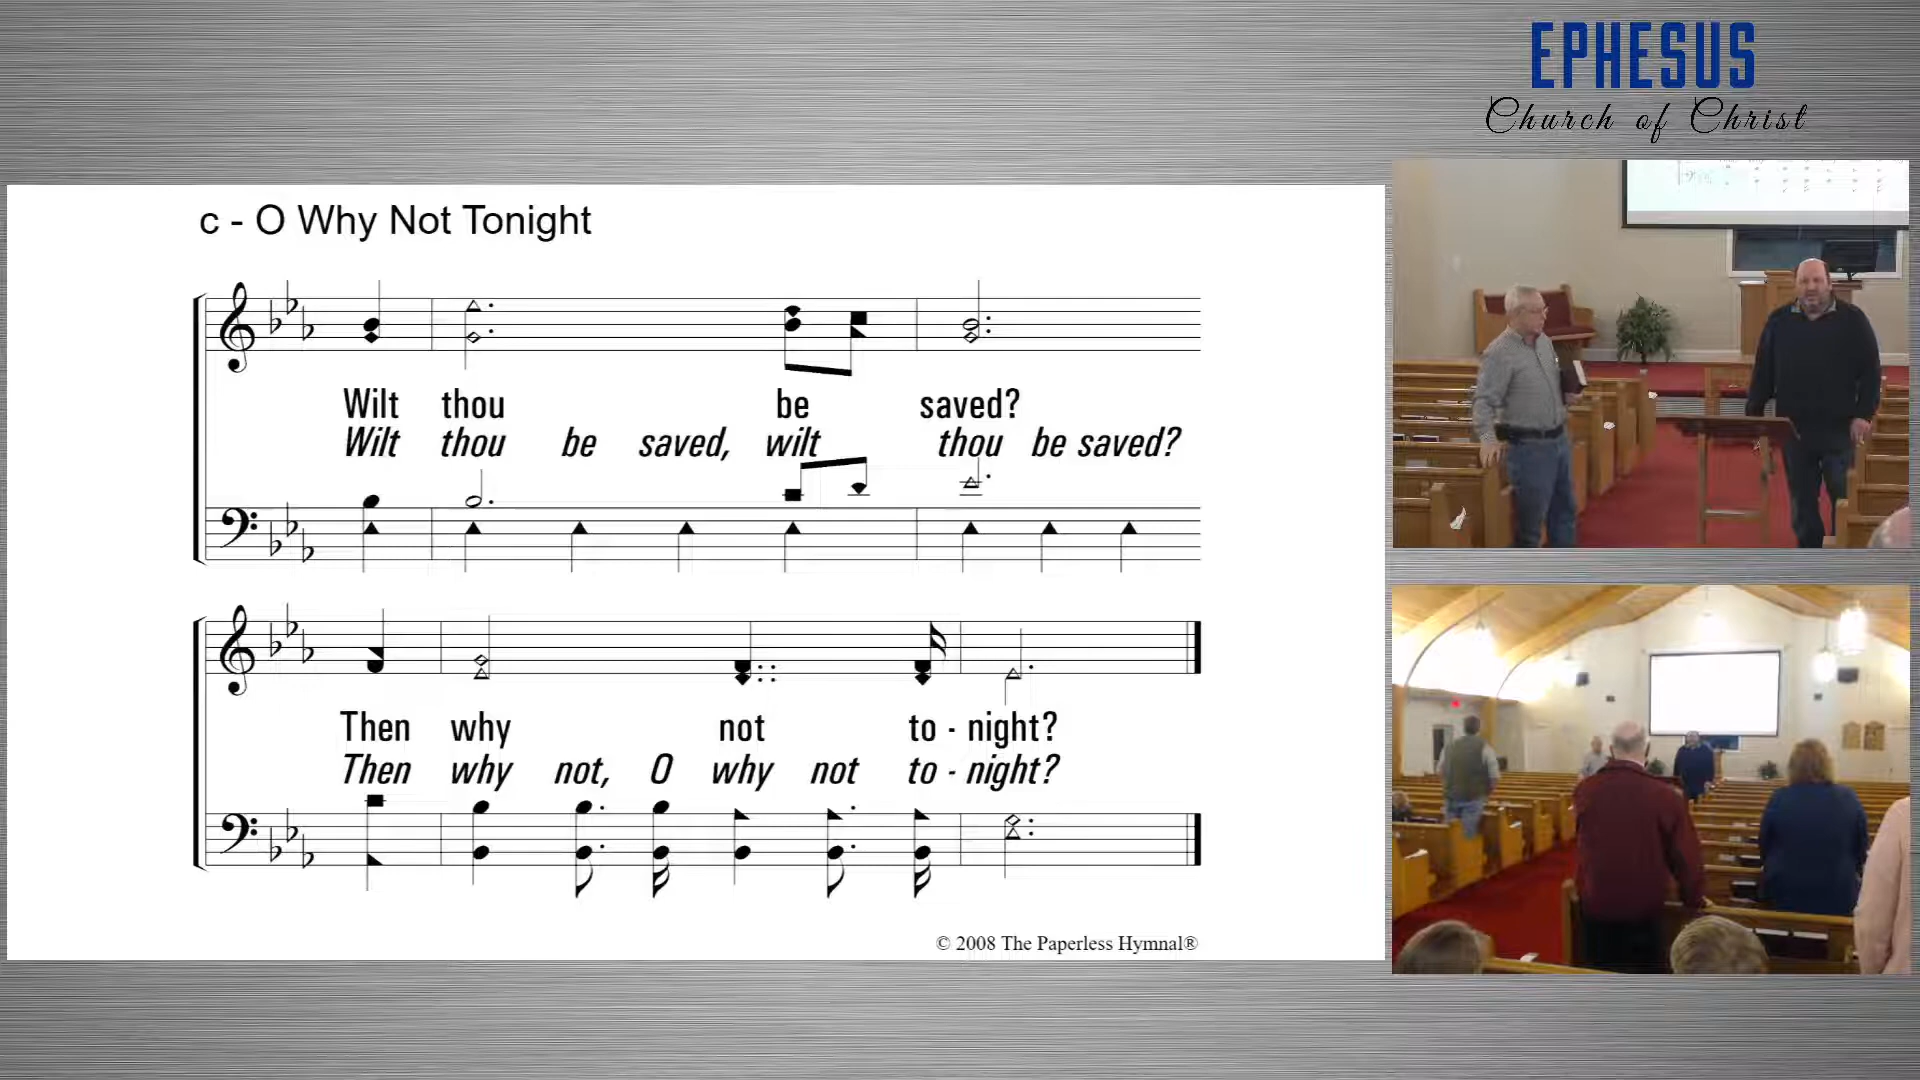 EPHESUS
Church of Christ
c - O Why Not Tonight
Wilt thou be saved?
Wilt thou be saved, wilt thou be saved?
Then why not to - night?
Then why not, O why not to - night?
© 2008 The Paperless Hymnal®